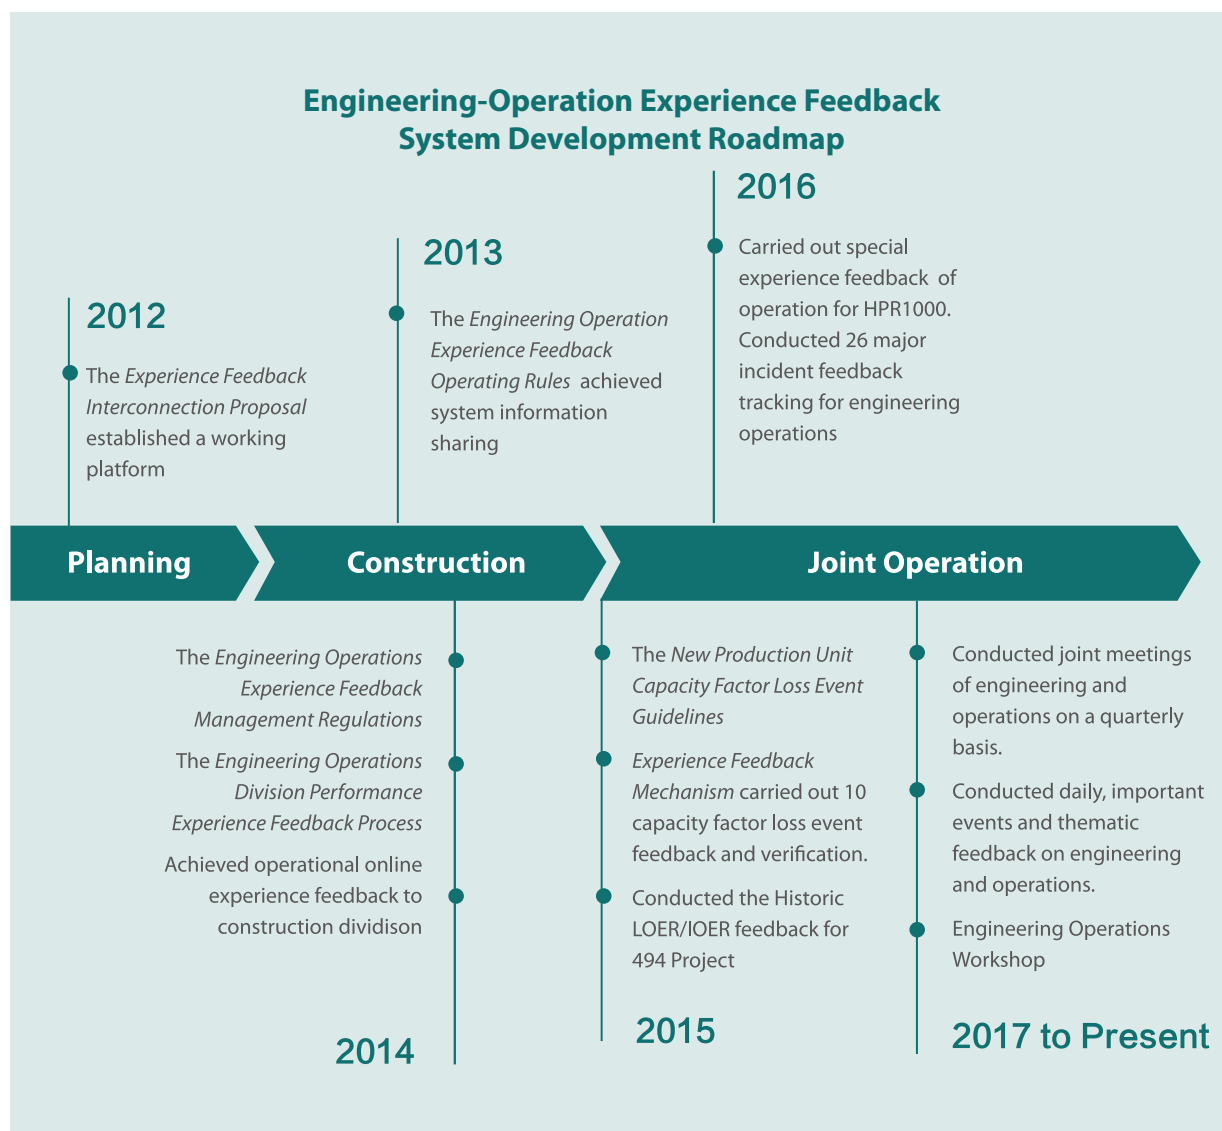 Engineering-Operation Experience Feedback
System Development Roadmap
2012
The Experience Feedback
Interconnection Proposal
established a working
platform
2013
The Engineering Operation
Experience Feedback
Operating Rules achieved
system information
sharing
2016
Carried out special
experience feedback of
operation for HPR1000.
Conducted 26 major
incident feedback
tracking for engineering
operations
Planning
Construction
Joint Operation
The Engineering Operations
Experience Feedback
Management Regulations
The Engineering Operations
Division Performance
Experience Feedback Process
Achieved operational online
experience feedback to
construction dividison
2014
The New Production Unit
Capacity Factor Loss Event
Guidelines
Experience Feedback
Mechanism carried out 10
capacity factor loss event
feedback and verification.
Conducted the Historic
LOER/IOER feedback for
494 Project
2015
Conducted joint meetings
of engineering and
operations on a quarterly
basis.
Conducted daily, important
events and thematic
feedback on engineering
and operations.
Engineering Operations
Workshop
2017 to Present